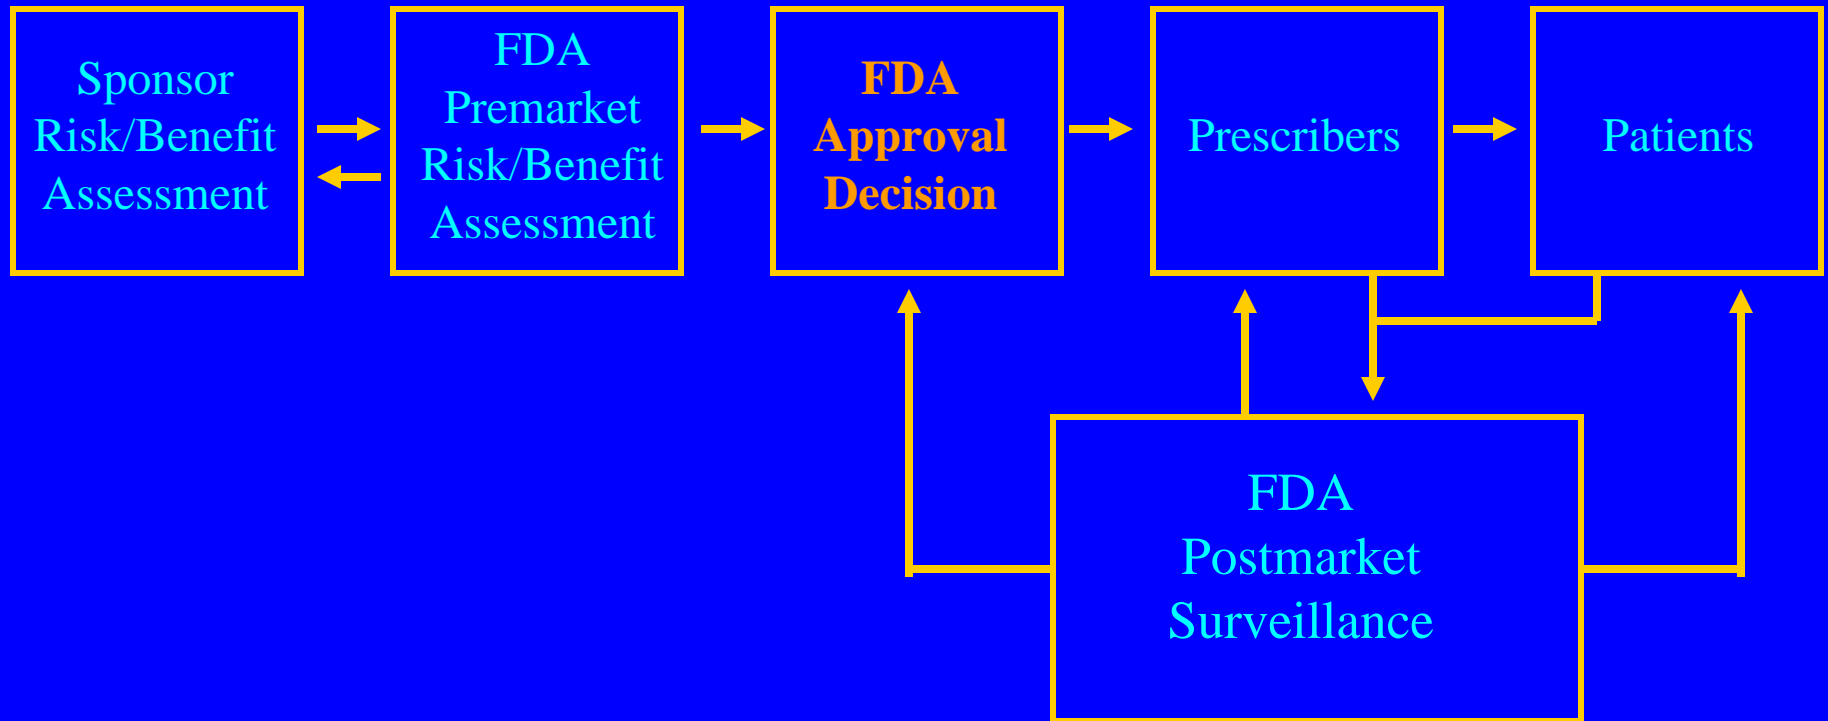 Sponsor
Risk/Benefit
Assessment
FDA
Premarket
Risk/Benefit
Assessment
FDA
Approval
Decision
Prescribers
Patients
FDA
Postmarket
Surveillance